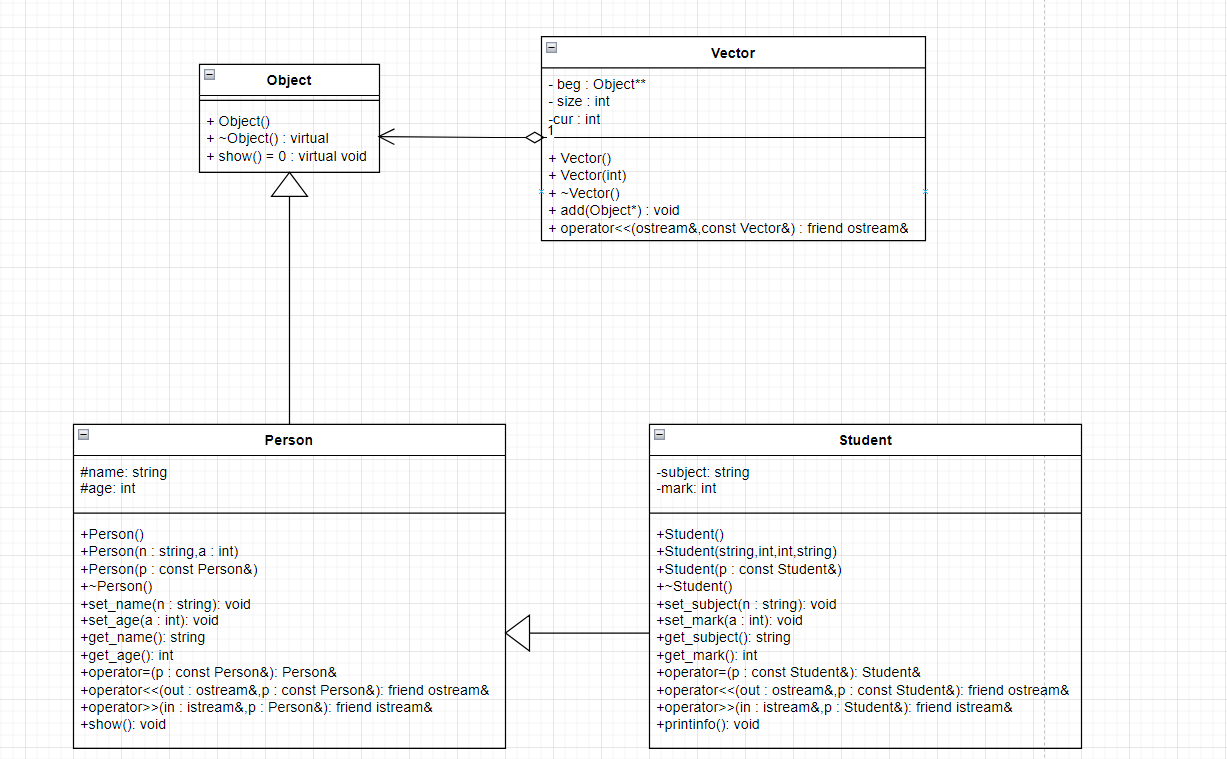 Object
+ Object()
+ ~Object() : virtual
+ show() = 0 : virtual void
Vector
- beg : Object**
- size : int
-cur : int
1
+ Vector()
+ Vector(int)
+ ~Vector()
+ add(Object*) : void
+ operator<<(ostream&,const Vector&) : friend ostream&
Person
#name: string
#age: int
+Person()
+Person(n : string,a : int)
+Person(p : const Person&)
+~Person()
+set_name(n : string): void
+set_age(a : int): void
+get_name(): string
+get_age(): int
+operator=(p : const Person&): Person&
+operator<<(out : ostream&,p : const Person&): friend ostream&
+operator>>(in : istream&,p : Person&): friend istream&
+show(): void
Student
-subject: string
-mark: int
+Student()
+Student(string,int,int,string)
+Student(p : const Student&)
+~Student()
+set_subject(n : string): void
+set_mark(a : int): void
+get_subject(): string
+get_mark(): int
+operator=(p : const Student&): Student&
+operator<<(out : ostream&,p : const Student&): friend ostream&
+operator>>(in : istream&,p : Student&): friend istream&
+printinfo(): void